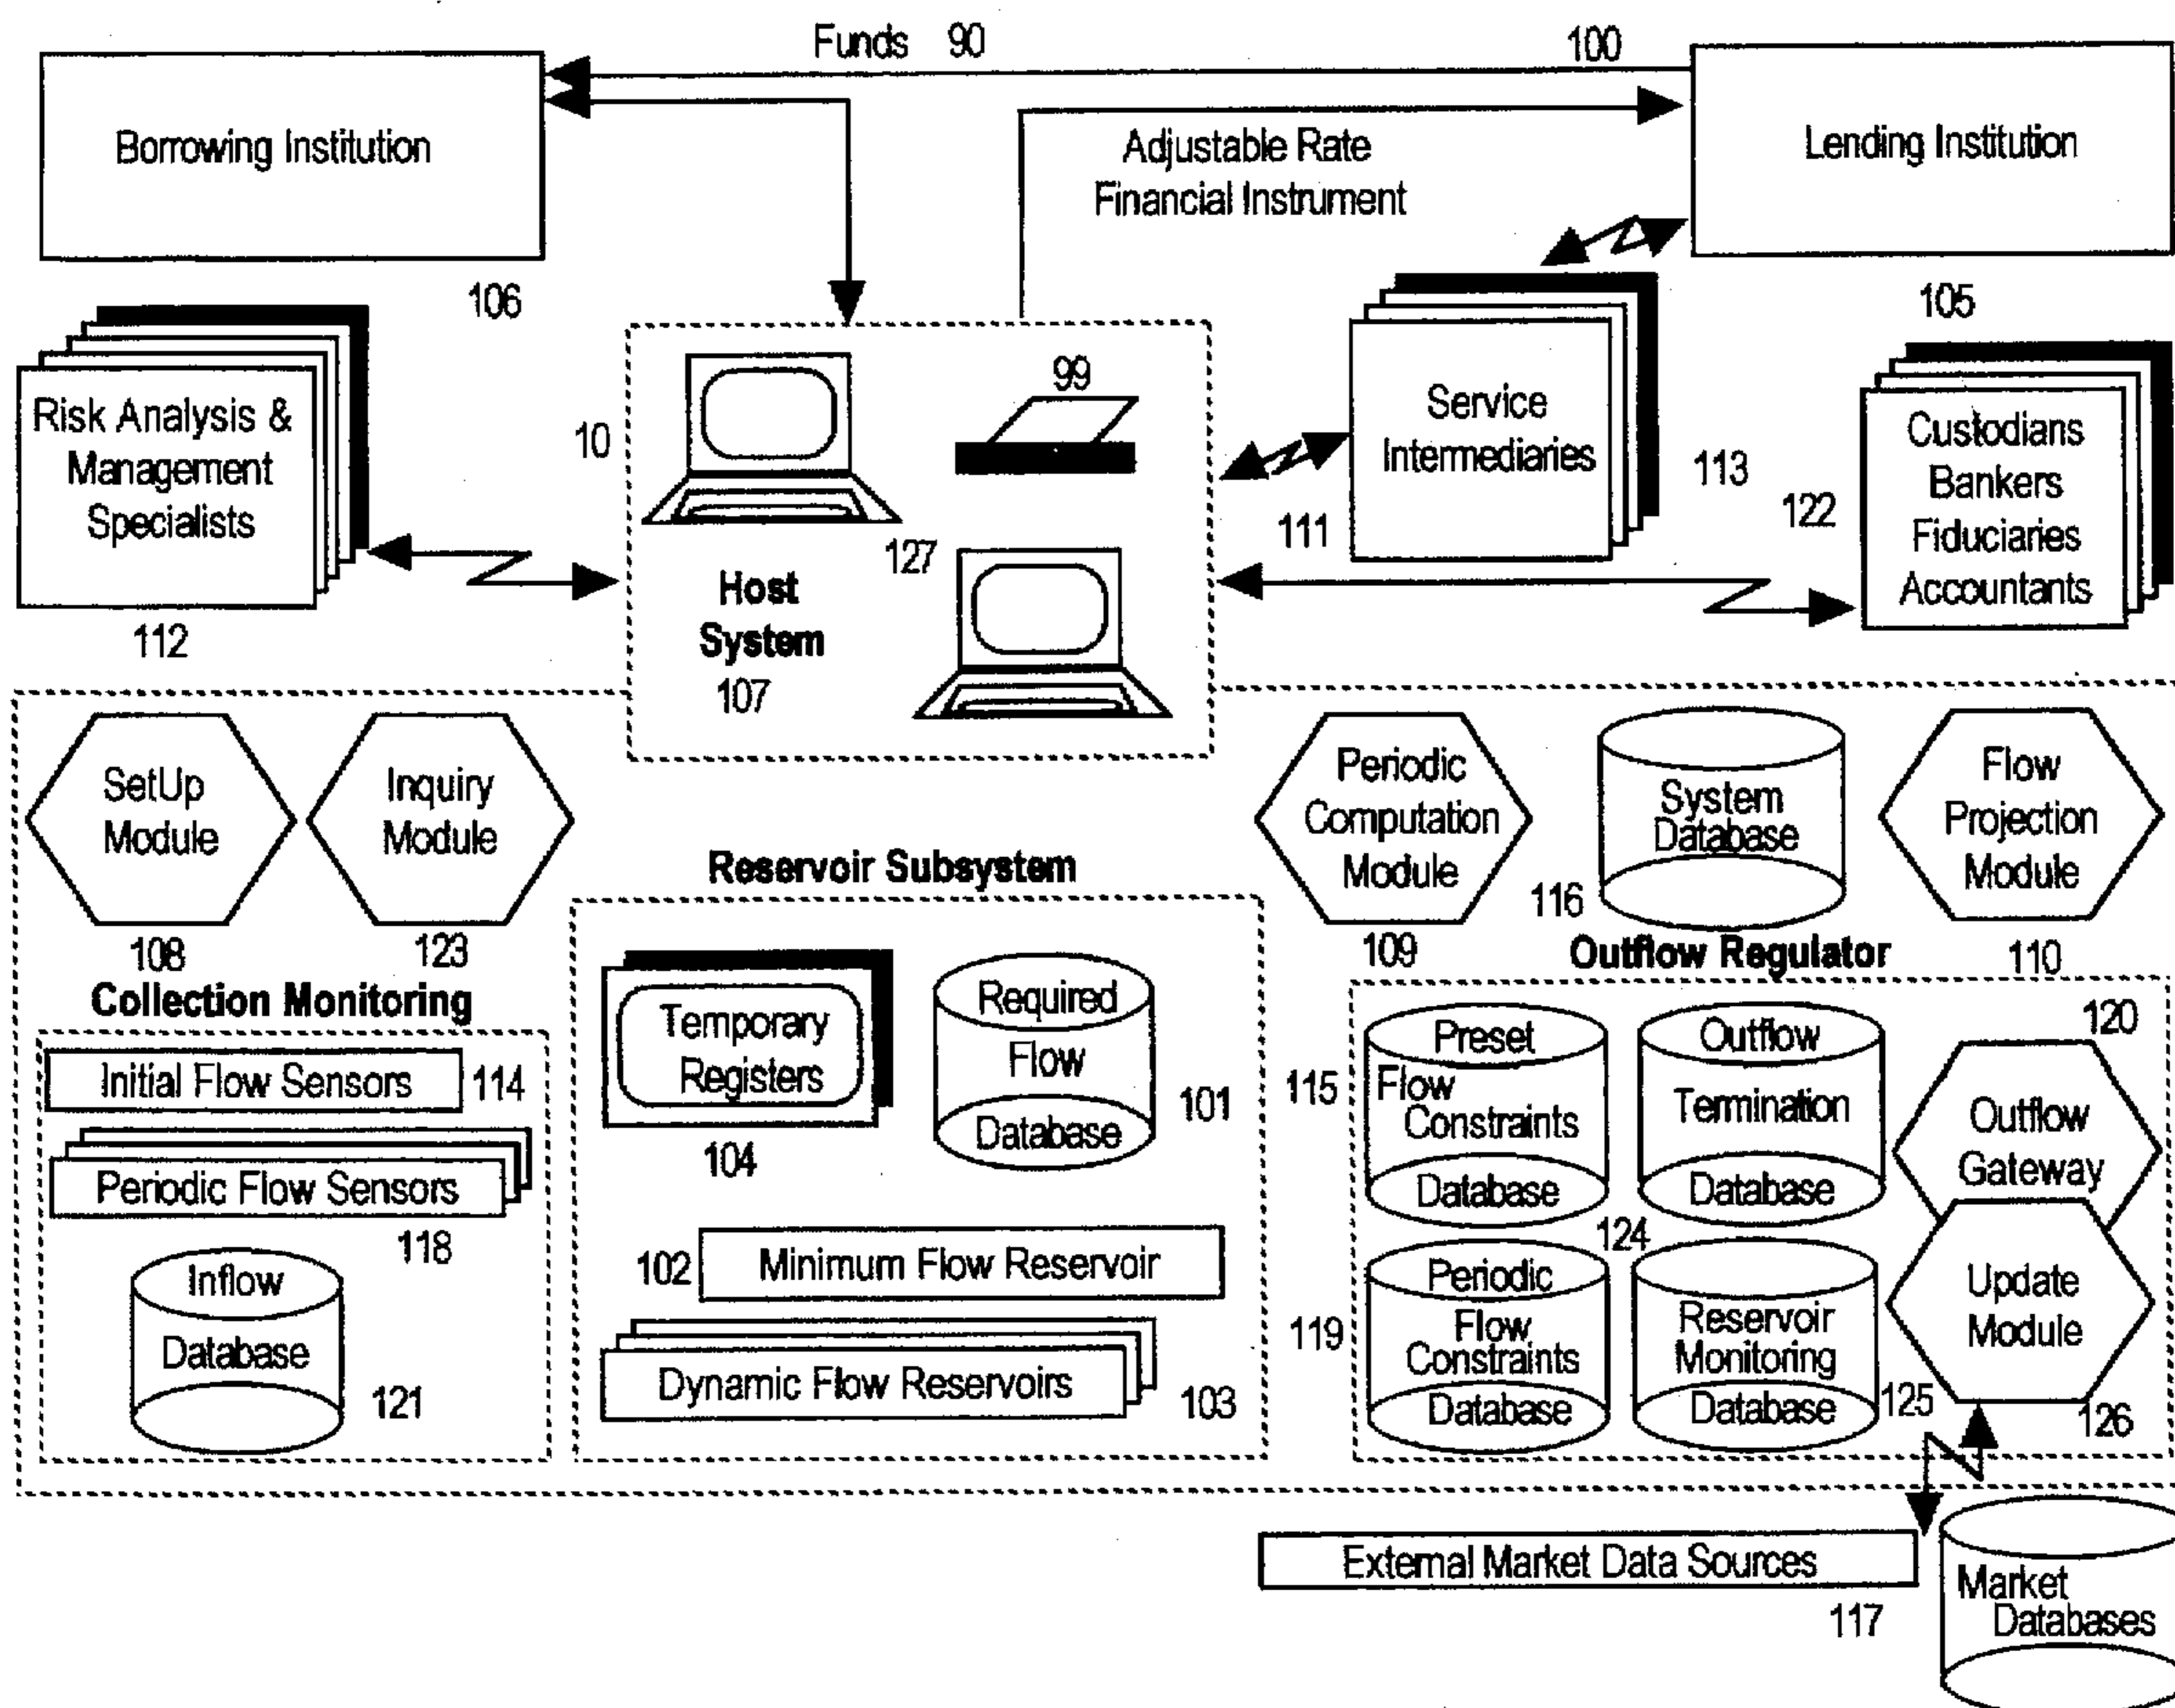 Funds 90
100
Borrowing Institution
Adjustable Rate
Financial Instrument
Lending Institution
106
105
Risk Analysis &
Management
Specialists
112
10
99
127
Host
System
107
111
Service
Intermediaries
113
122
Custodians
Bankers
Fiduciaries
Accountants
SetUp
Module
108
Inquiry
Module
123
Periodic
Computation
Module
109
116
System
Database
Flow
Projection
Module
110
Collection Monitoring
Initial Flow Sensors
114
Periodic Flow Sensors
118
Inflow
Database
121
Reservoir Subsystem
Temporary
Registers
104
Required
Flow
Database
101
102
Minimum Flow Reservoir
Dynamic Flow Reservoirs
103
Outflow Regulator
115
Preset
Flow
Constraints
Database
Outflow
Termination
Database
124
120
Outflow
Gateway
119
Periodic
Flow
Constraints
Database
Reservoir
Monitoring
Database
125
Update
Module
126
External Market Data Sources
117
Market
Databases